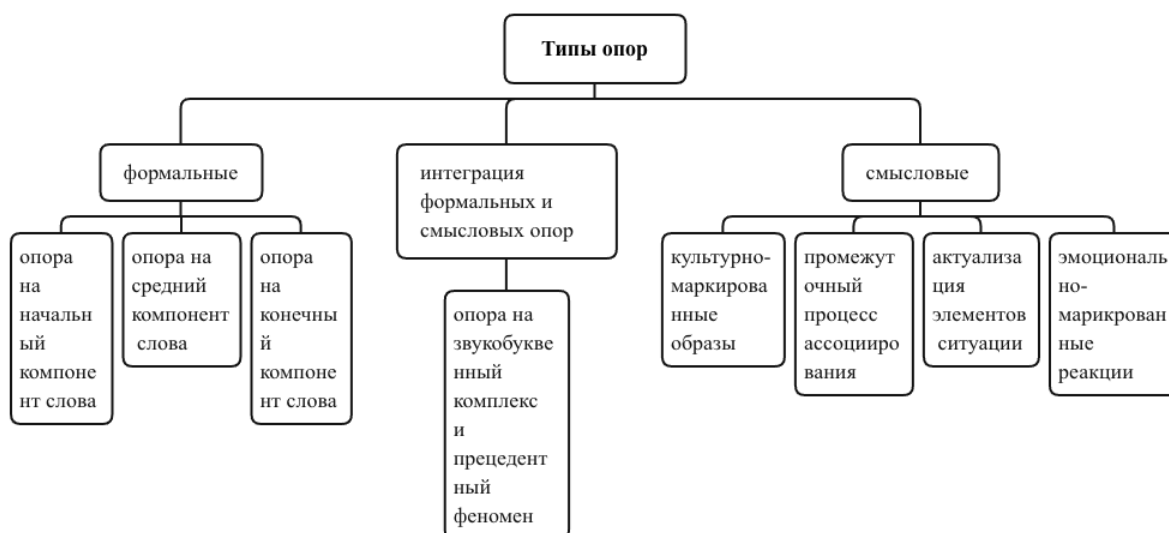 Типы опор
формальные
интеграция
формальных и
смысловых опор
смысловые
опора
на
начальн
ый
компоне
нт слова
опора на
средний
компонент
слова
опора
на
конечны
й
компоне
нт слова
опора на
звукобукве
нный
комплекс
и
прецедент
ный
феномен
культурно-
маркирова
нные
образы
промежут
очный
процесс
ассоцииро
вания
актуализа
ция
элементов
ситуации
эмоциональ
но-
марикрован
ные
реакции